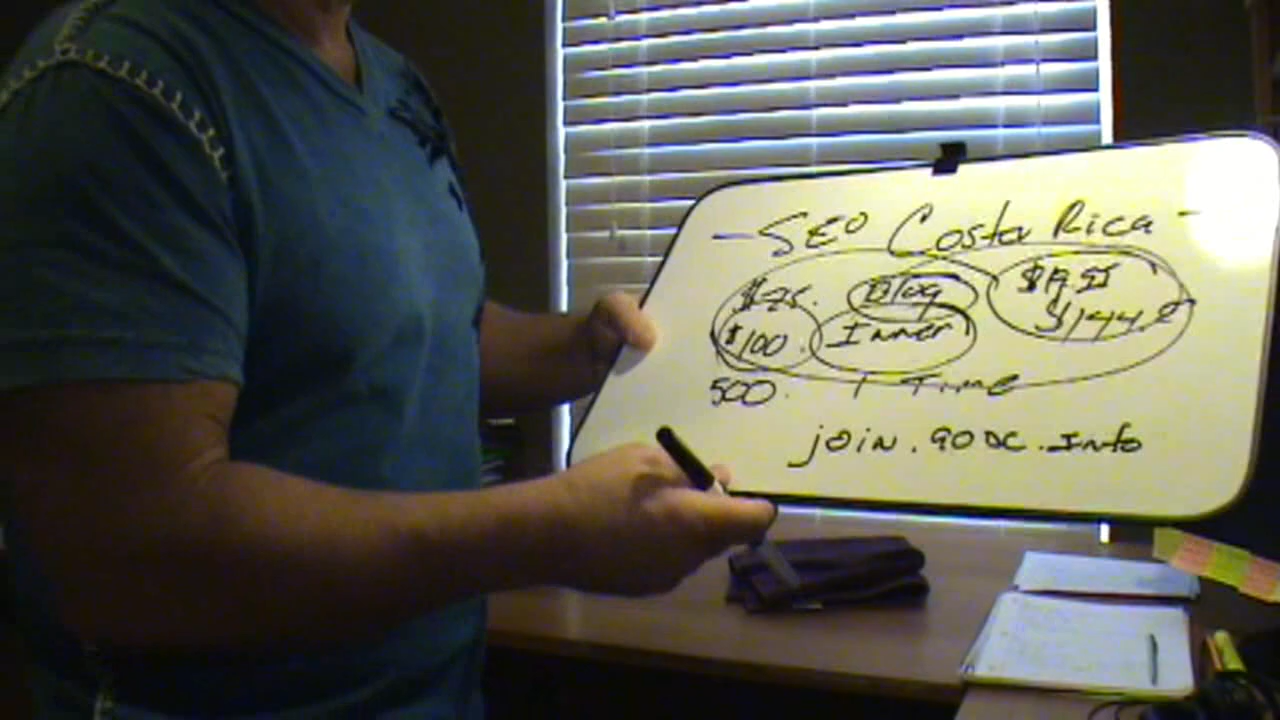 - SEO Costa Rica -
$25. Blog $19.95
$100. Inner $144
500. 1 Time
join.90DC.Info